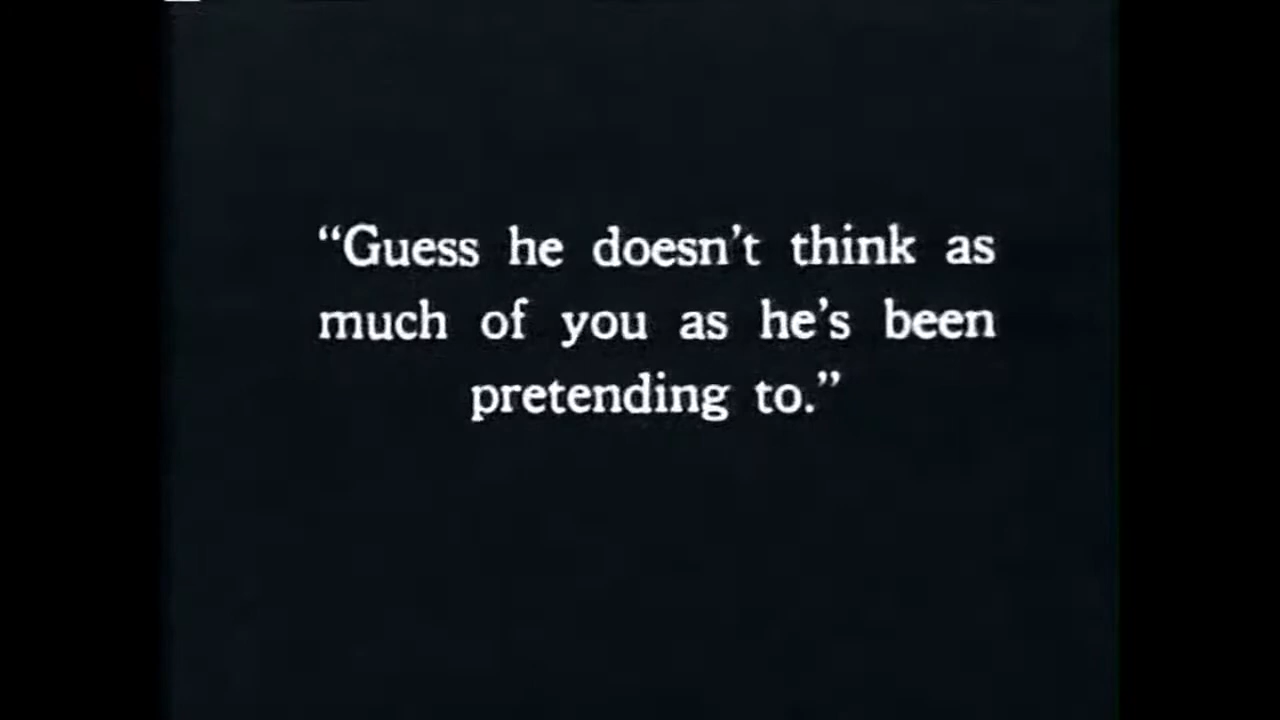 “Guess he doesn’t think as
much of you as he’s been
pretending to.”